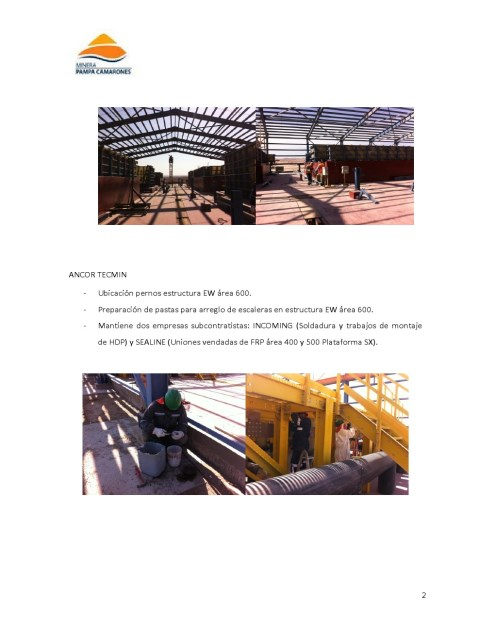 MINERA
PAMPA CAMARONES
ANCOR TECMIN
- Ubicación pernos estructura EW área 600.
- Preparación de pastas para arreglo de escaleras en estructura EW área 600.
- Mantiene dos empresas subcontratistas: INCOMING (Soldadura y trabajos de montaje
de HDP) y SEALINE (Uniones vendadas de FRP área 400 y 500 Plataforma SX).
2